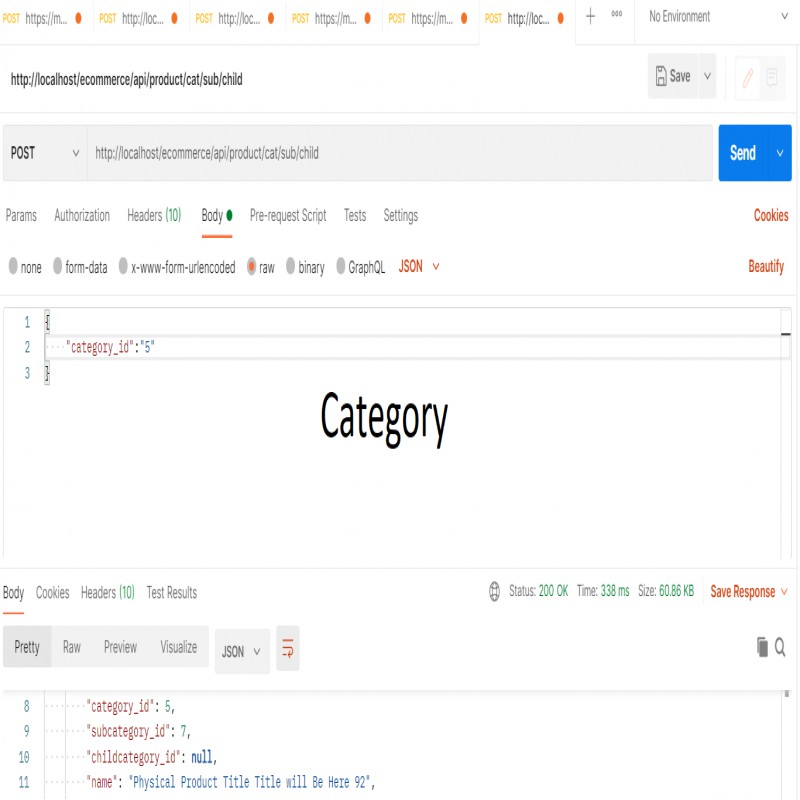 POST https://m... POST http://loc... POST http://loc... POST https://m... POST https://m... POST http://loc... + ooo No Environment
http://localhost/ecommerce/api/product/cat/sub/child Save
POST http://localhost/ecommerce/api/product/cat/sub/child Send
Params Authorization Headers (10) Body Pre-request Script Tests Settings Cookies
none form-data x-www-form-urlencoded raw binary GraphQL JSON Beautify
1 {
2 "category_id":"5"
3 }
Category
Body Cookies Headers (10) Test Results Status: 200 OK Time: 338 ms Size: 60.86 KB Save Response
Pretty Raw Preview Visualize JSON
8 "category_id": 5,
9 "subcategory_id": 7,
10 "childcategory_id": null,
11 "name": "Physical Product Title Title will Be Here 92",